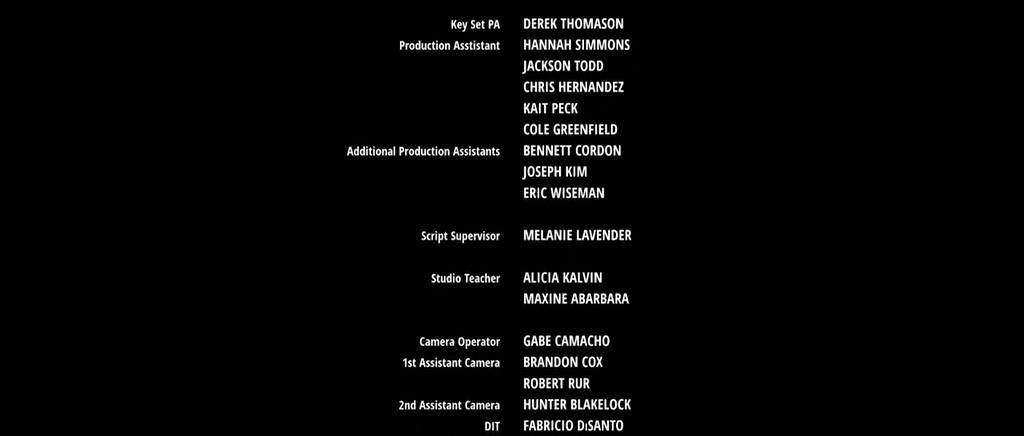 Key Set PA DEREK THOMASON
Production Asstistant HANNAH SIMMONS
JACKSON TODD
CHRIS HERNANDEZ
KAIT PECK
COLE GREENFIELD
Additional Production Assistants BENNETT CORDON
JOSEPH KIM
ERIC WISEMAN
Script Supervisor MELANIE LAVENDER
Studio Teacher ALICIA KALVIN
MAXINE ABARBARA
Camera Operator GABE CAMACHO
1st Assistant Camera BRANDON COX
ROBERT RUR
2nd Assistant Camera HUNTER BLAKELOCK
DIT FABRICIO DiSANTO